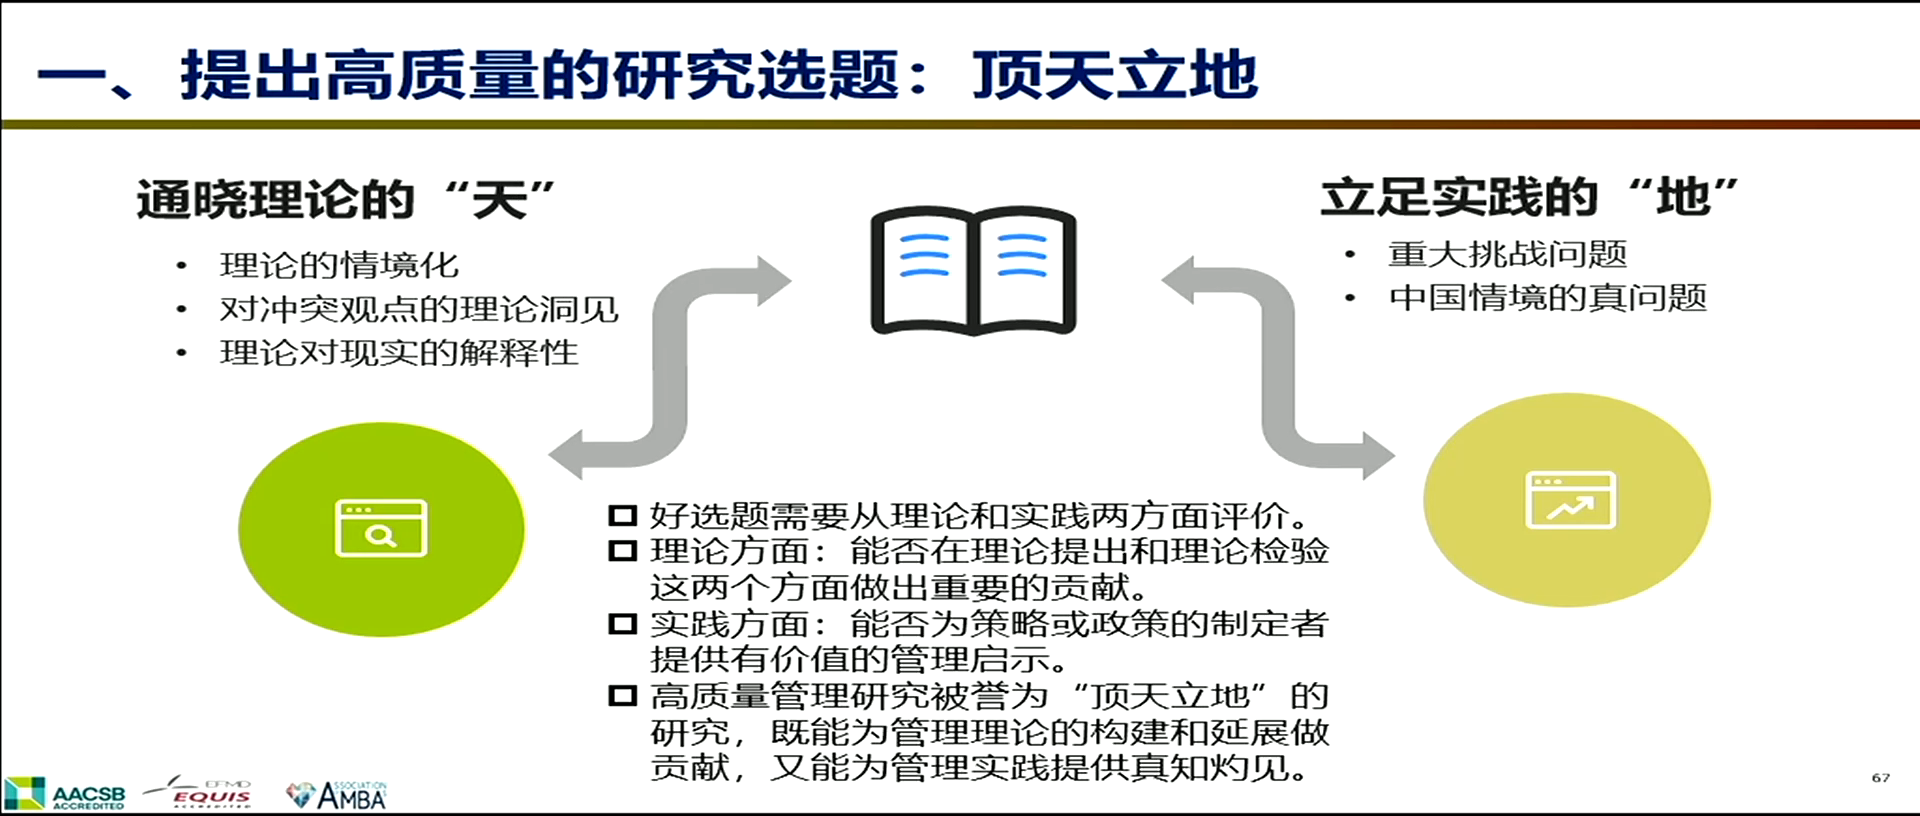 一、提出高质量的研究选题：顶天立地
通晓理论的“天”
• 理论的情境化
• 对冲突观点的理论洞见
• 理论对现实的解释性
立足实践的“地”
• 重大挑战问题
• 中国情境的真问题
好选题需要从理论和实践两方面评价。
理论方面：能否在理论提出和理论检验
这两个方面做出重要的贡献。
实践方面：能否为策略或政策的制定者
提供有价值的管理启示。
高质量管理研究被誉为“顶天立地”的
研究，既能为管理理论的构建和延展做
贡献，又能为管理实践提供真知灼见。
AACSB
ACCREDITED
EFMD
EQUIS
ACCREDITED
ASSOCIATION
AMBA
67